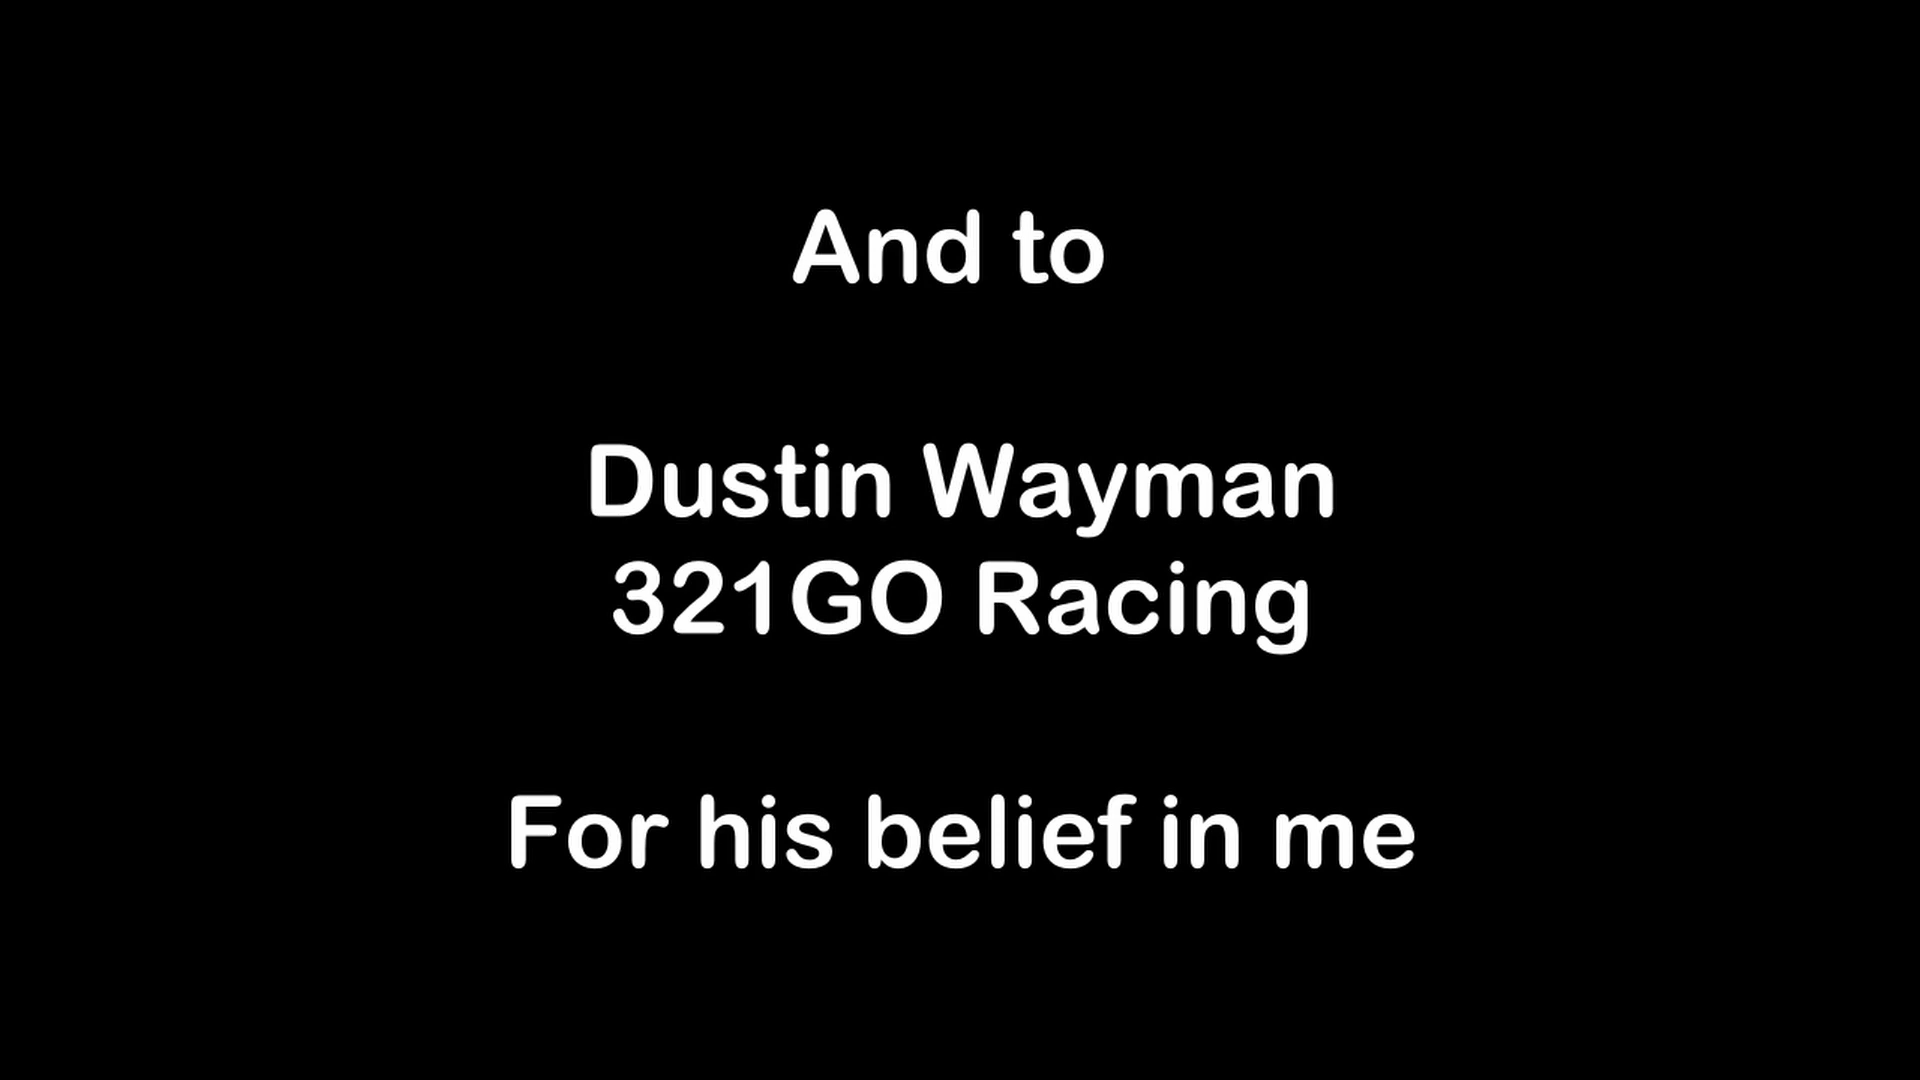 And to
Dustin Wayman
321GO Racing
For his belief in me